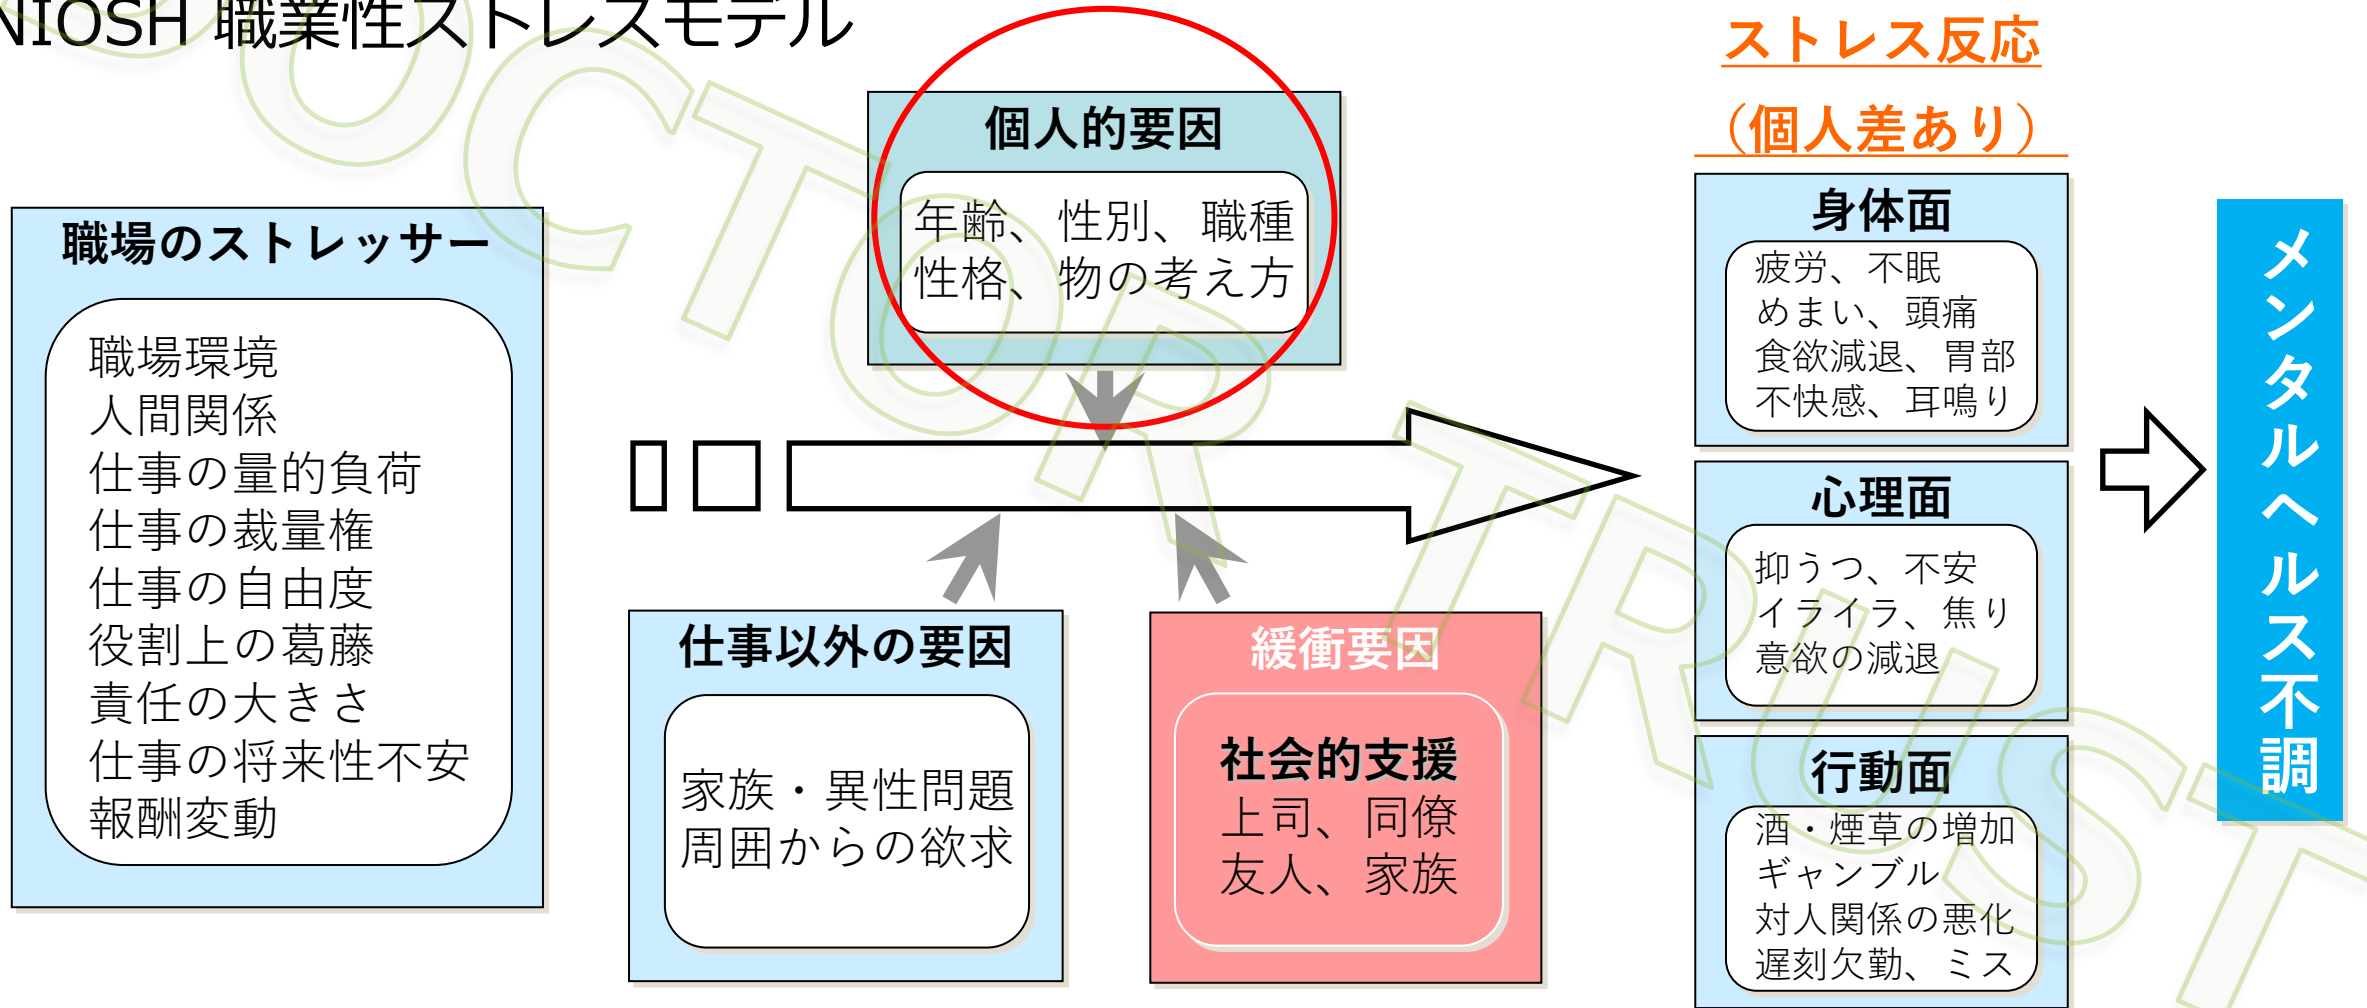 NIOSH 職業性ストレスモデル
ストレス反応
（個人差あり）
個人的要因
年齢、性別、職種
性格、物の考え方
職場のストレッサー
職場環境
人間関係
仕事の量的負荷
仕事の裁量権
仕事の自由度
役割上の葛藤
責任の大きさ
仕事の将来性不安
報酬変動
仕事以外の要因
家族・異性問題
周囲からの欲求
緩衝要因
社会的支援
上司、同僚
友人、家族
身体面
疲労、不眠
めまい、頭痛
食欲減退、胃部
不快感、耳鳴り
心理面
抑うつ、不安
イライラ、焦り
意欲の減退
行動面
酒・煙草の増加
ギャンブル
対人関係の悪化
遅刻欠勤、ミス
メンタルヘルス不調
DOCTOR TRUST